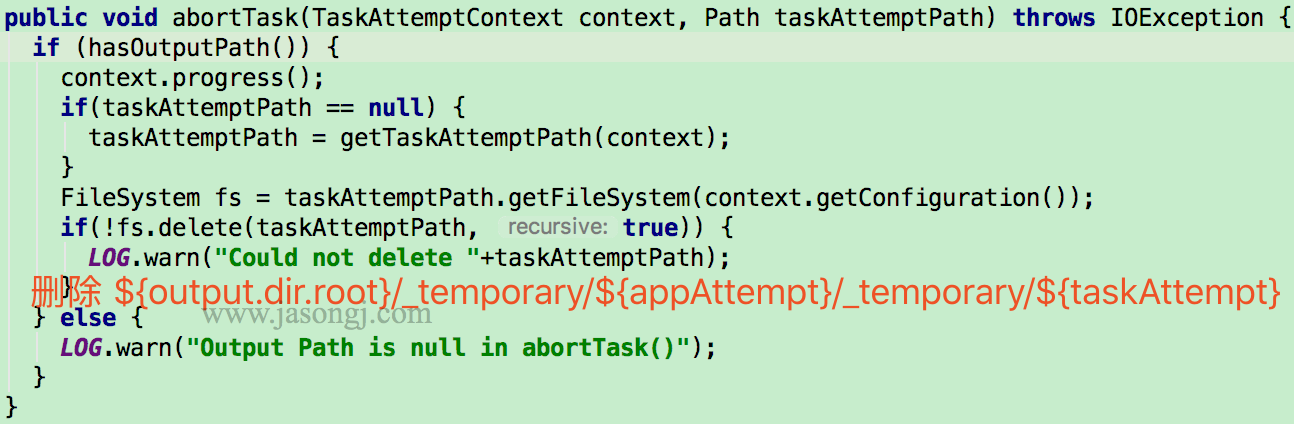 public void abortTask(TaskAttemptContext context, Path taskAttemptPath) throws IOException {
if (hasOutputPath()) {
context.progress();
if(taskAttemptPath == null) {
taskAttemptPath = getTaskAttemptPath(context);
}
FileSystem fs = taskAttemptPath.getFileSystem(context.getConfiguration());
if(!fs.delete(taskAttemptPath, recursive: true)) {
LOG.warn("Could not delete "+taskAttemptPath);
}
删除 ${output.dir.root}/_temporary/${appAttempt}/_temporary/${taskAttempt}
www.jasongj.com
} else {
LOG.warn("Output Path is null in abortTask()");
}
}